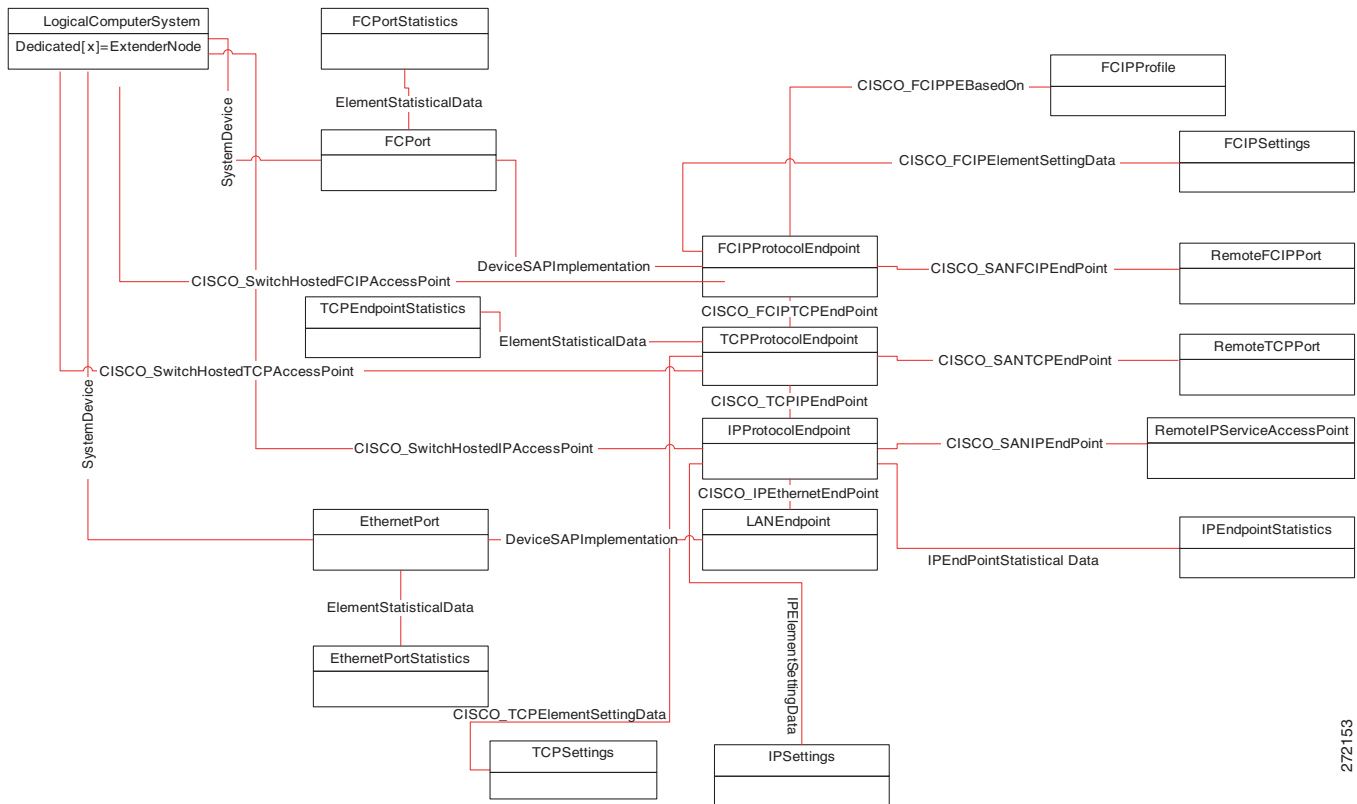 LogicalComputerSystem
Dedicated[x]=ExtenderNode
FCPortStatistics
FCIPProfile
CISCO_FCIPPEBasedOn
ElementStatisticalData
FCPort
SystemDevice
FCIPSettings
CISCO_FCIPElementSettingData
FCIPProtocolEndpoint
DeviceSAPImplementation
CISCO_SANFCIPEndPoint
RemoteFCIPPort
CISCO_SwitchHostedFCIPAccessPoint
TCPEndpointStatistics
CISCO_FCIPTCPEndPoint
ElementStatisticalData
TCPProtocolEndpoint
CISCO_SANTCPEndPoint
RemoteTCPPort
CISCO_SwitchHostedTCPAccessPoint
CISCO_TCPIPEndPoint
SystemDevice
IPProtocolEndpoint
CISCO_SwitchHostedIPAccessPoint
CISCO_SANIPEndPoint
RemoteIPServiceAccessPoint
CISCO_IPEthernetEndPoint
EthernetPort
DeviceSAPImplementation
LANEndpoint
IPEndpointStatistics
IPEndPointStatistical Data
ElementStatisticalData
IPElementSettingData
EthernetPortStatistics
CISCO_TCPElementSettingData
TCPSettings
IPSettings
272153